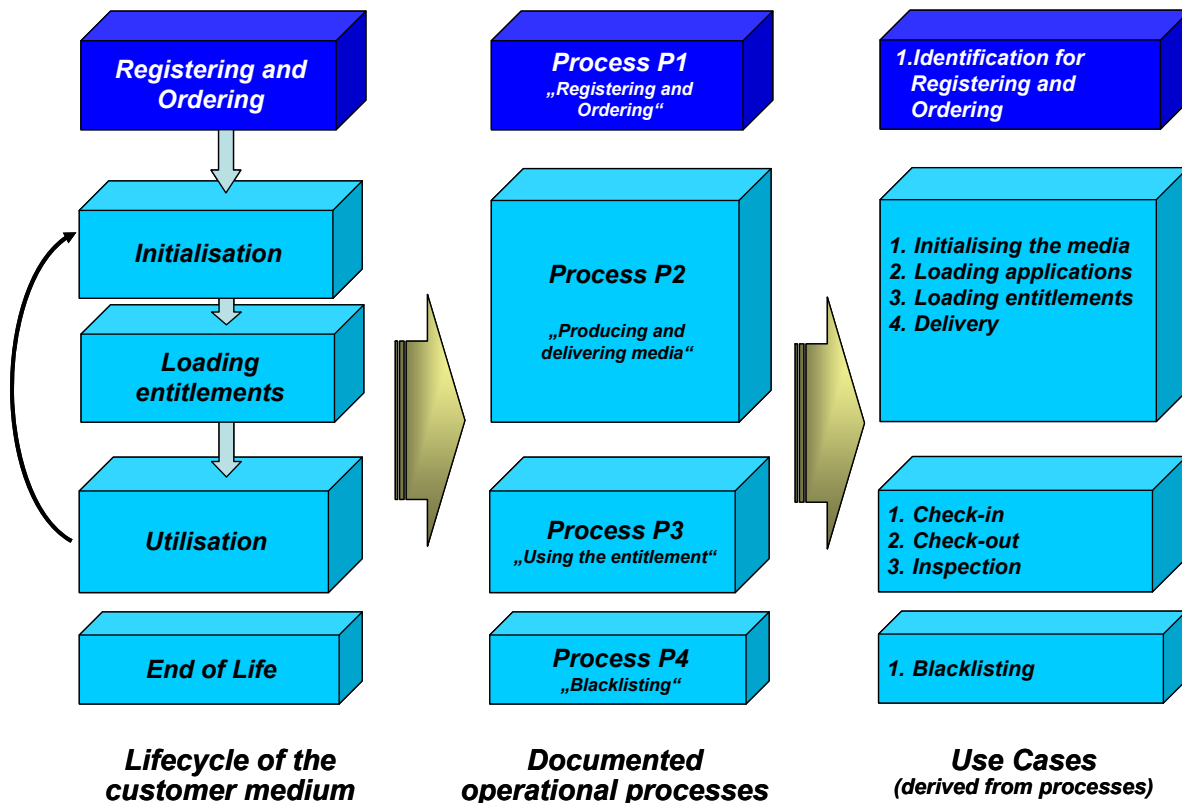 Registering and
Ordering
Initialisation
Loading
entitlements
Utilisation
End of Life
Lifecycle of the
customer medium
Process P1
„Registering and
Ordering“
Process P2
„Producing and
delivering media“
Process P3
„Using the entitlement“
Process P4
„Blacklisting“
Documented
operational processes
1.Identification for
Registering and
Ordering
1. Initialising the media
2. Loading applications
3. Loading entitlements
4. Delivery
1. Check-in
2. Check-out
3. Inspection
1. Blacklisting
Use Cases
(derived from processes)